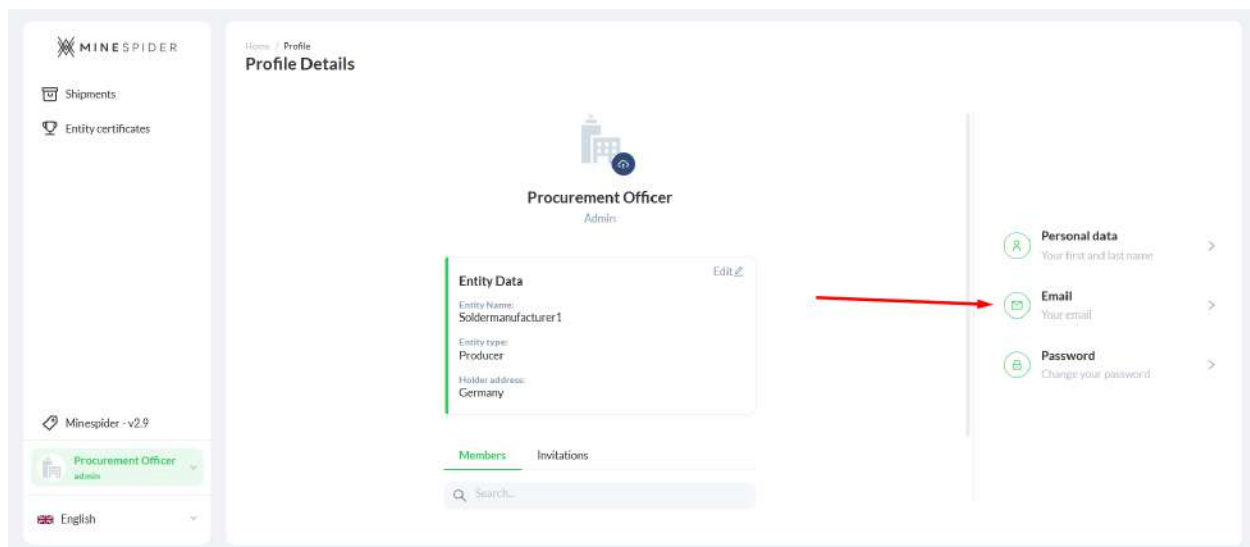 MINESPIDER
Shipments
Entity certificates
Minespider - v2.9
Procurement Officer
admin
English
Home / Profile
Profile Details
Procurement Officer
Admin
Entity Data
Edit
Entity Name:
Soldermanufacturer1
Entity type:
Producer
Holder address:
Germany
Members Invitations
Search...
Personal data
Your first and last name
Email
Your email
Password
Change your password